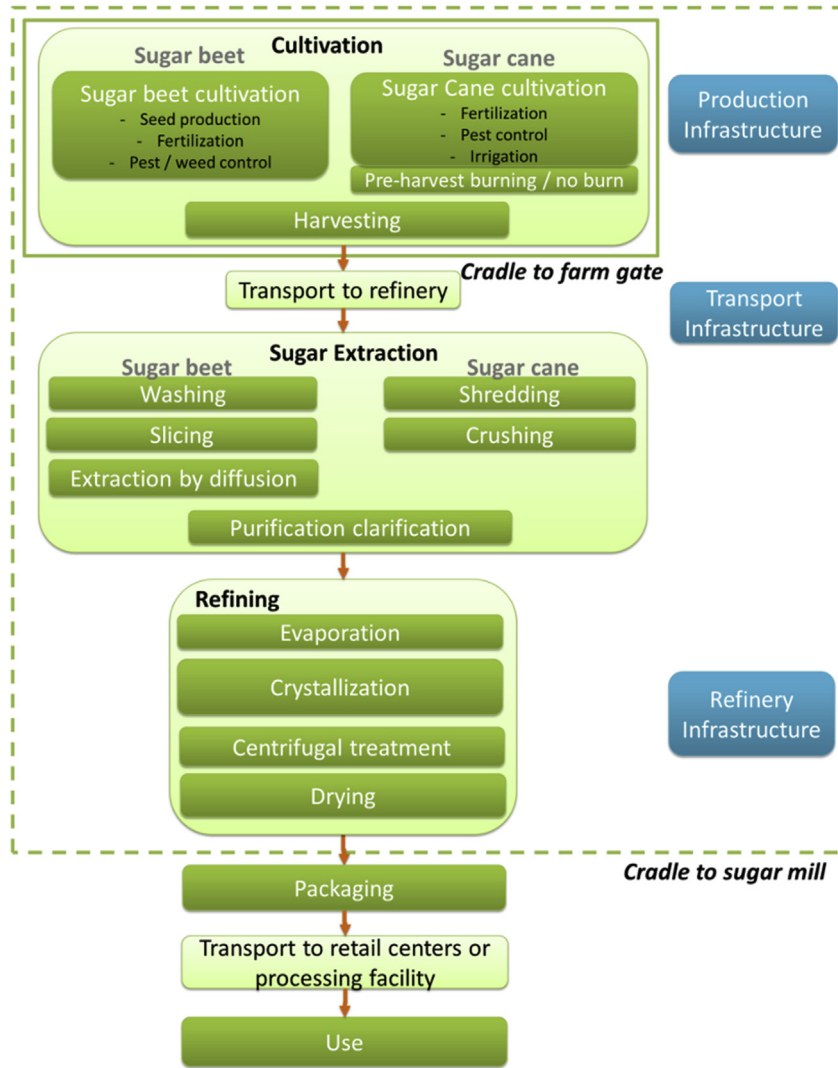 Cultivation
Sugar beet
Sugar beet cultivation
- Seed production
- Fertilization
- Pest / weed control
Sugar cane
Sugar Cane cultivation
- Fertilization
- Pest control
- Irrigation
Pre-harvest burning / no burn
Harvesting
Production
Infrastructure
Cradle to farm gate
Transport to refinery
Transport
Infrastructure
Sugar Extraction
Sugar beet
Washing
Slicing
Extraction by diffusion
Sugar cane
Shredding
Crushing
Purification clarification
Refining
Evaporation
Crystallization
Centrifugal treatment
Drying
Refinery
Infrastructure
Cradle to sugar mill
Packaging
Transport to retail centers or
processing facility
Use